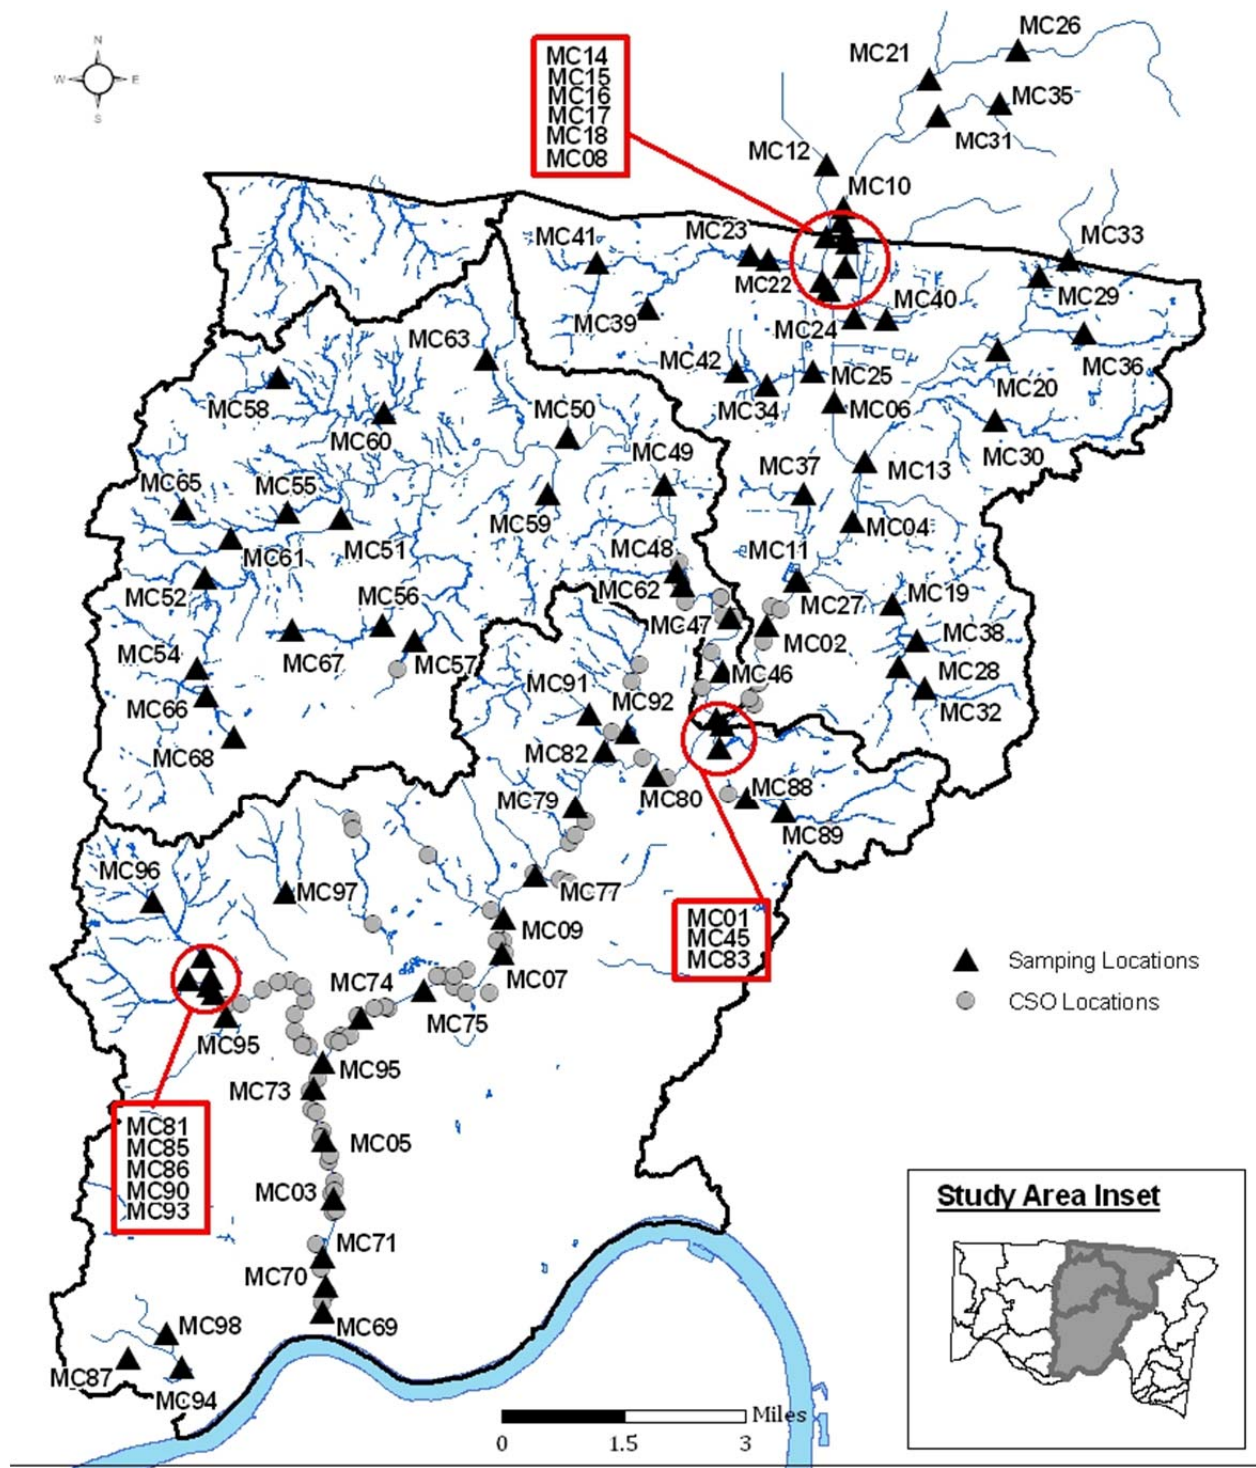 MC26
MC21
MC14
MC15
MC16
MC17
MC18
MC08
N
W
E
S
MC35
MC31
MC12
MC10
MC41
MC23
MC33
MC22
MC29
MC40
MC39
MC24
MC63
MC36
MC42
MC25
MC20
MC58
MC34
MC06
MC50
MC60
MC49
MC37
MC30
MC13
MC65
MC55
MC59
MC04
MC61
MC51
MC48
MC11
MC62
MC52
MC56
MC27
MC19
MC47
MC38
MC02
MC54
MC67
MC57
MC46
MC28
MC91
MC92
MC66
MC32
MC68
MC82
MC88
MC79
MC80
MC89
MC96
MC97
MC77
MC01
MC45
MC83
MC09
Samping Locations
MC74
MC07
CSO Locations
MC75
MC95
MC95
MC73
MC81
MC85
MC86
MC90
MC93
MC05
MC03
Study Area Inset
MC71
MC70
MC98
MC69
MC87
MC94
Miles
0
1.5
3